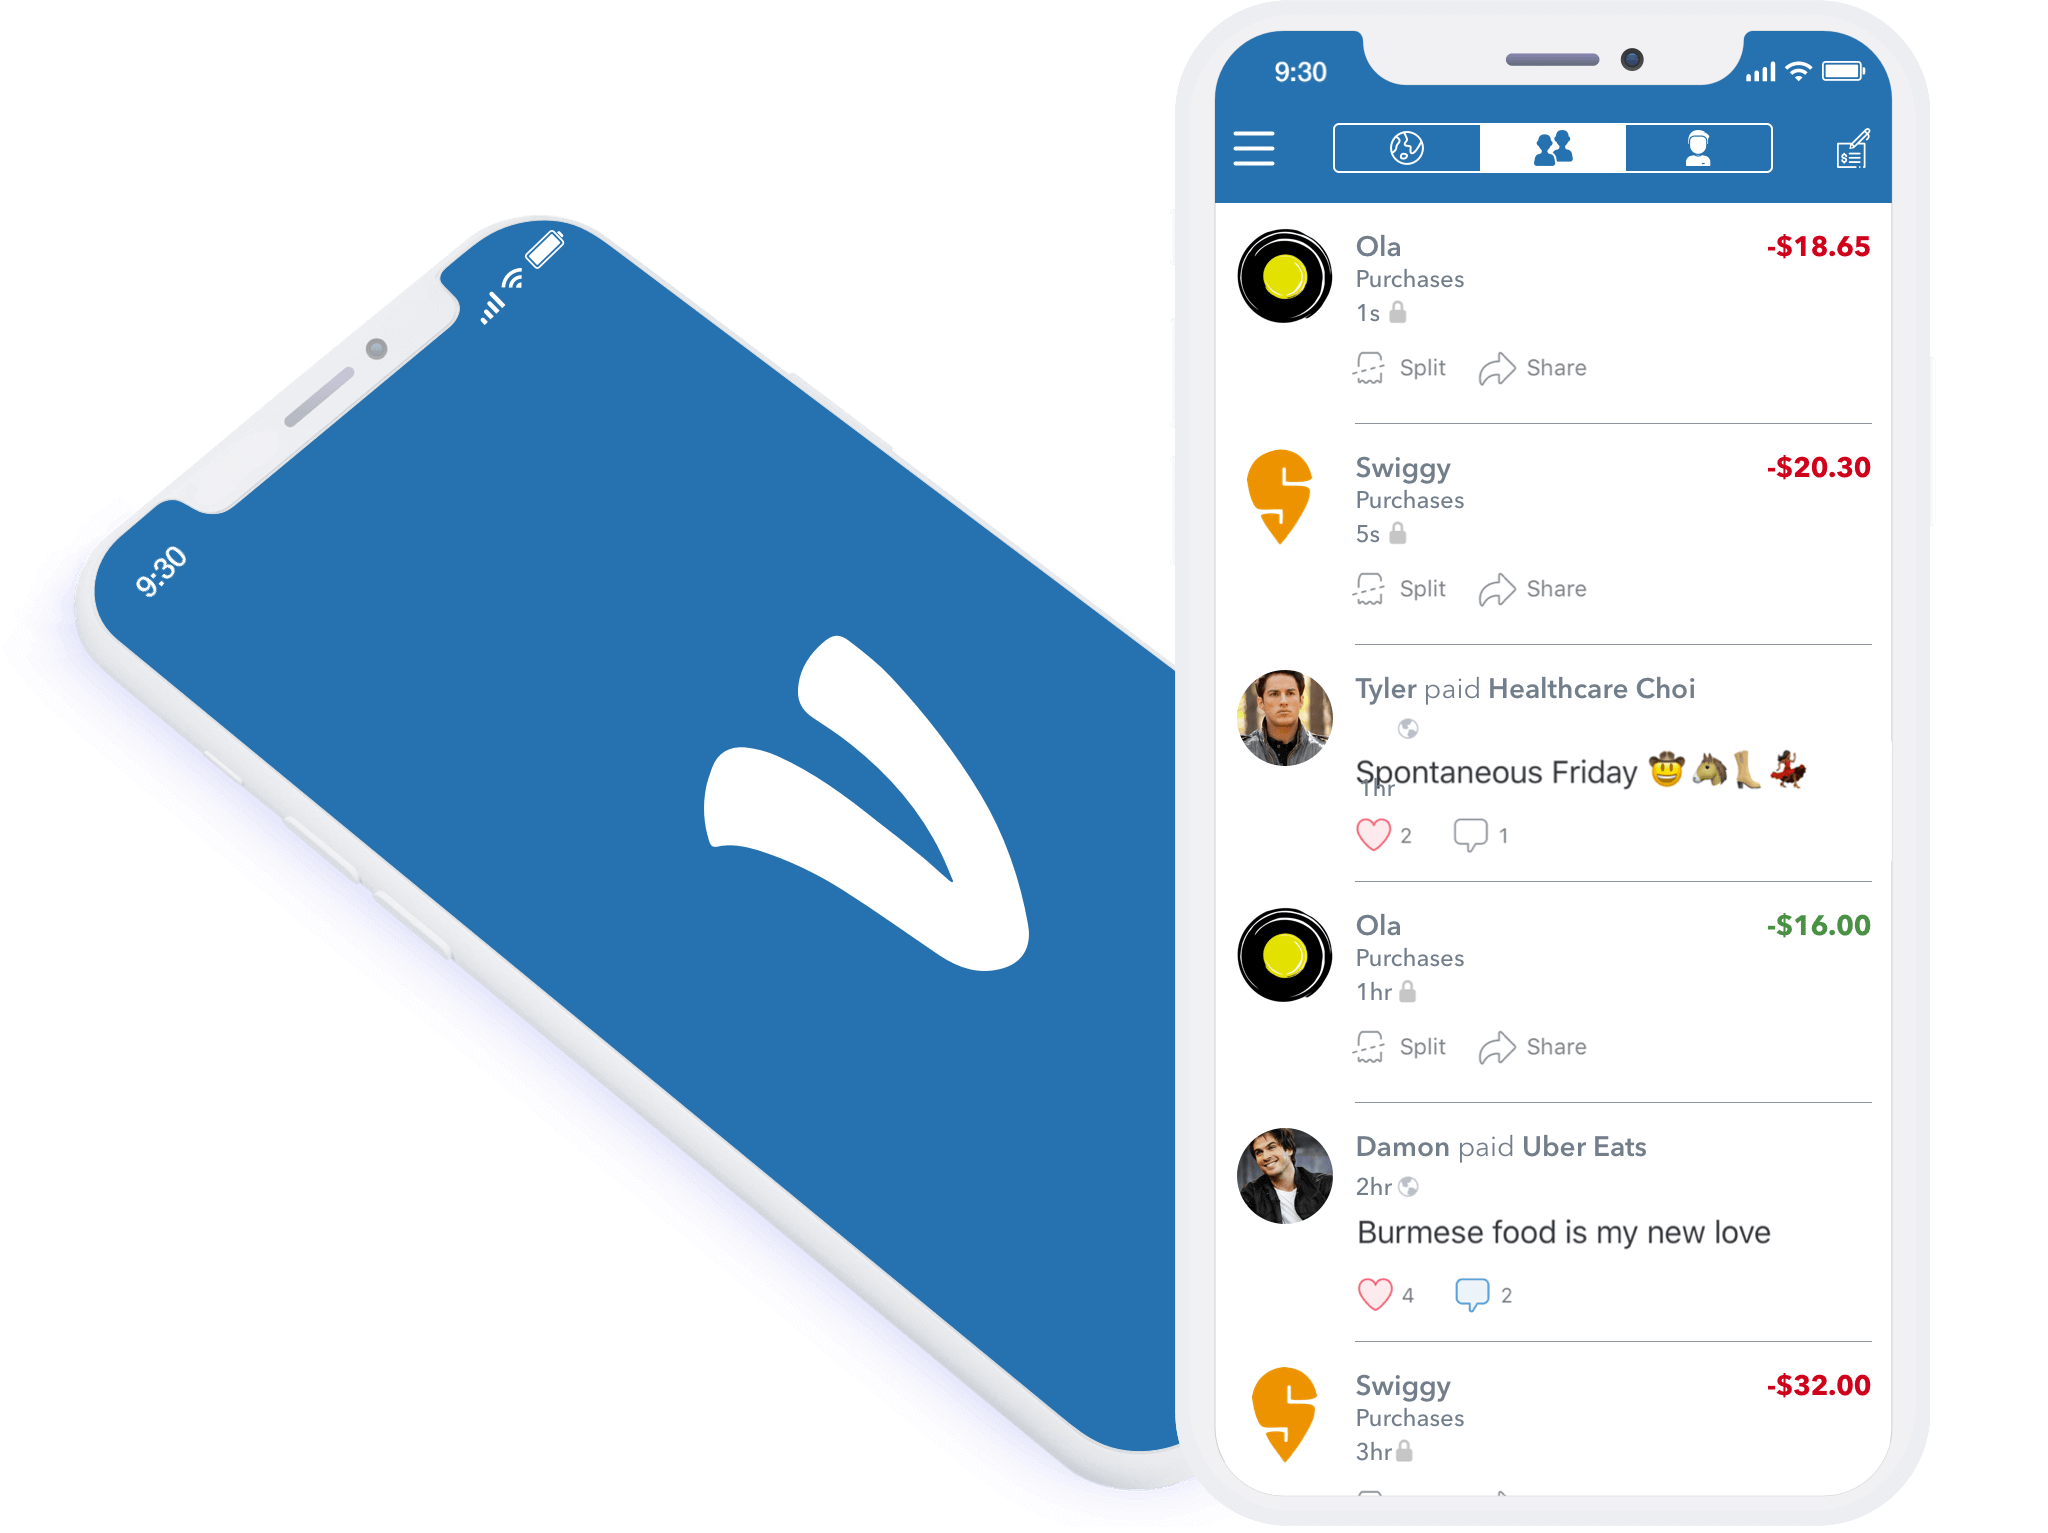 9:30
9:30
Ola
-$18.65
Purchases
1s
Split
Share
Swiggy
-$20.30
Purchases
5s
Split
Share
Tyler paid Healthcare Choi
Spontaneous Friday 🤠🐴👢💃
1hr
2
1
Ola
-$16.00
Purchases
1hr
Split
Share
Damon paid Uber Eats
2hr
Burmese food is my new love
4
2
Swiggy
-$32.00
Purchases
3hr